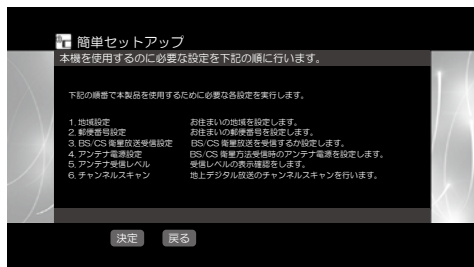 簡単セットアップ
本機を使用するのに必要な設定を下記の順に行います。
下記の順番で本製品を使用するために必要な各設定を実行します。
1. 地域設定 お住まいの地域を設定します。
2. 郵便番号設定 お住まいの郵便番号を設定します。
3. BS/CS 衛星放送受信設定 BS/CS 衛星放送を受信するか設定します。
4. アンテナ電源設定 BS/CS 衛星方法受信時のアンテナ電源を設定します。
5. アンテナ受信レベル 受信レベルの表示確認をします。
6. チャンネルスキャン 地上デジタル放送のチャンネルスキャンを行います。
決定 戻る